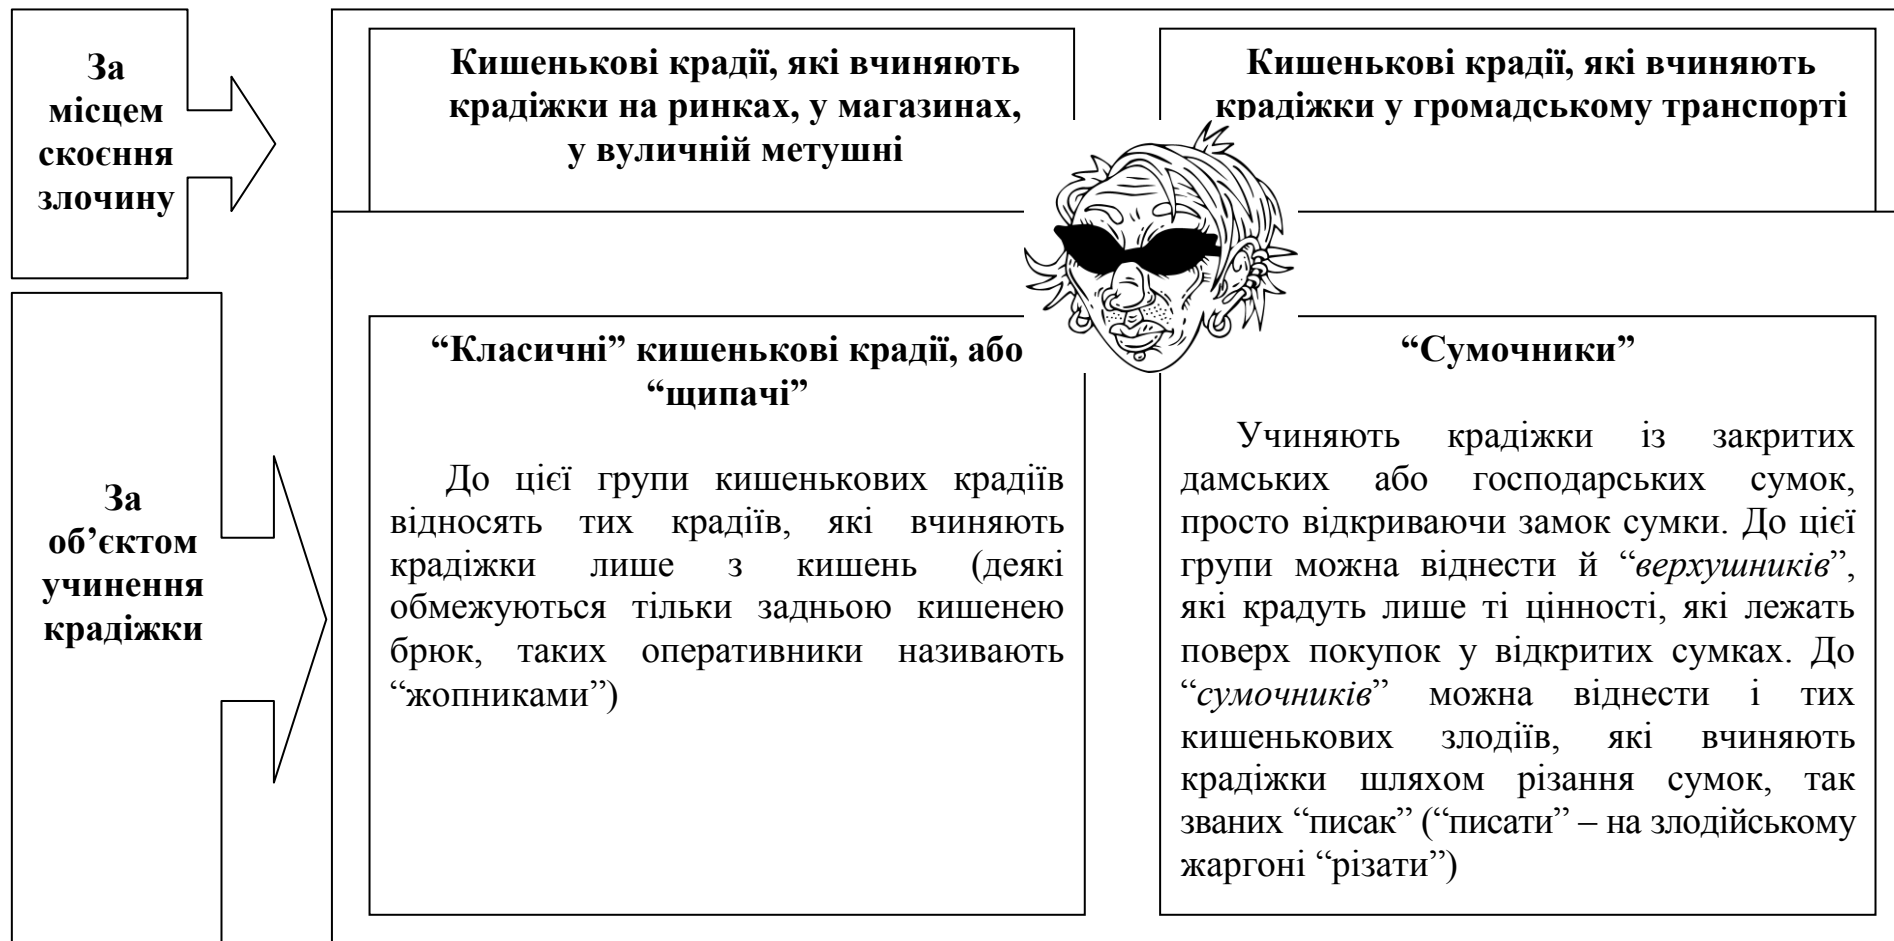 За
місцем
скоєння
злочину
Кишенькові крадії, які вчиняють
крадіжки на ринках, у магазинах,
у вуличній метушні
Кишенькові крадії, які вчиняють
крадіжки у громадському транспорті
За
об’єктом
учинення
крадіжки
“Класичні” кишенькові крадії, або
“щипачі”
До цієї групи кишенькових крадіїв
відносять тих крадіїв, які вчиняють
крадіжки лише з кишень (деякі
обмежуються тільки задньою кишенею
брюк, таких оперативники називають
“жопниками”)
“Сумочники”
Учиняють крадіжки із закритих
дамських або господарських сумок,
просто відкриваючи замок сумки. До цієї
групи можна віднести й “верхушників”,
які крадуть лише ті цінності, які лежать
поверх покупок у відкритих сумках. До
“сумочників” можна віднести і тих
кишенькових злодіїв, які вчиняють
крадіжки шляхом різання сумок, так
званих “писак” (“писати” – на злодійському
жаргоні “різати”)